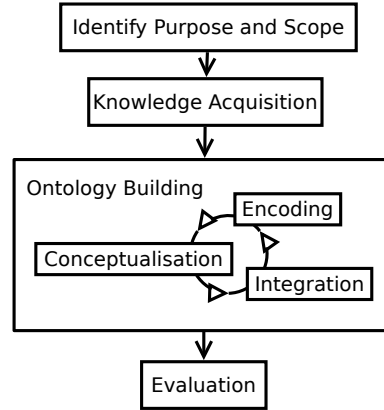 Identify Purpose and Scope
Knowledge Acquisition
Ontology Building
Encoding
Conceptualisation
Integration
Evaluation